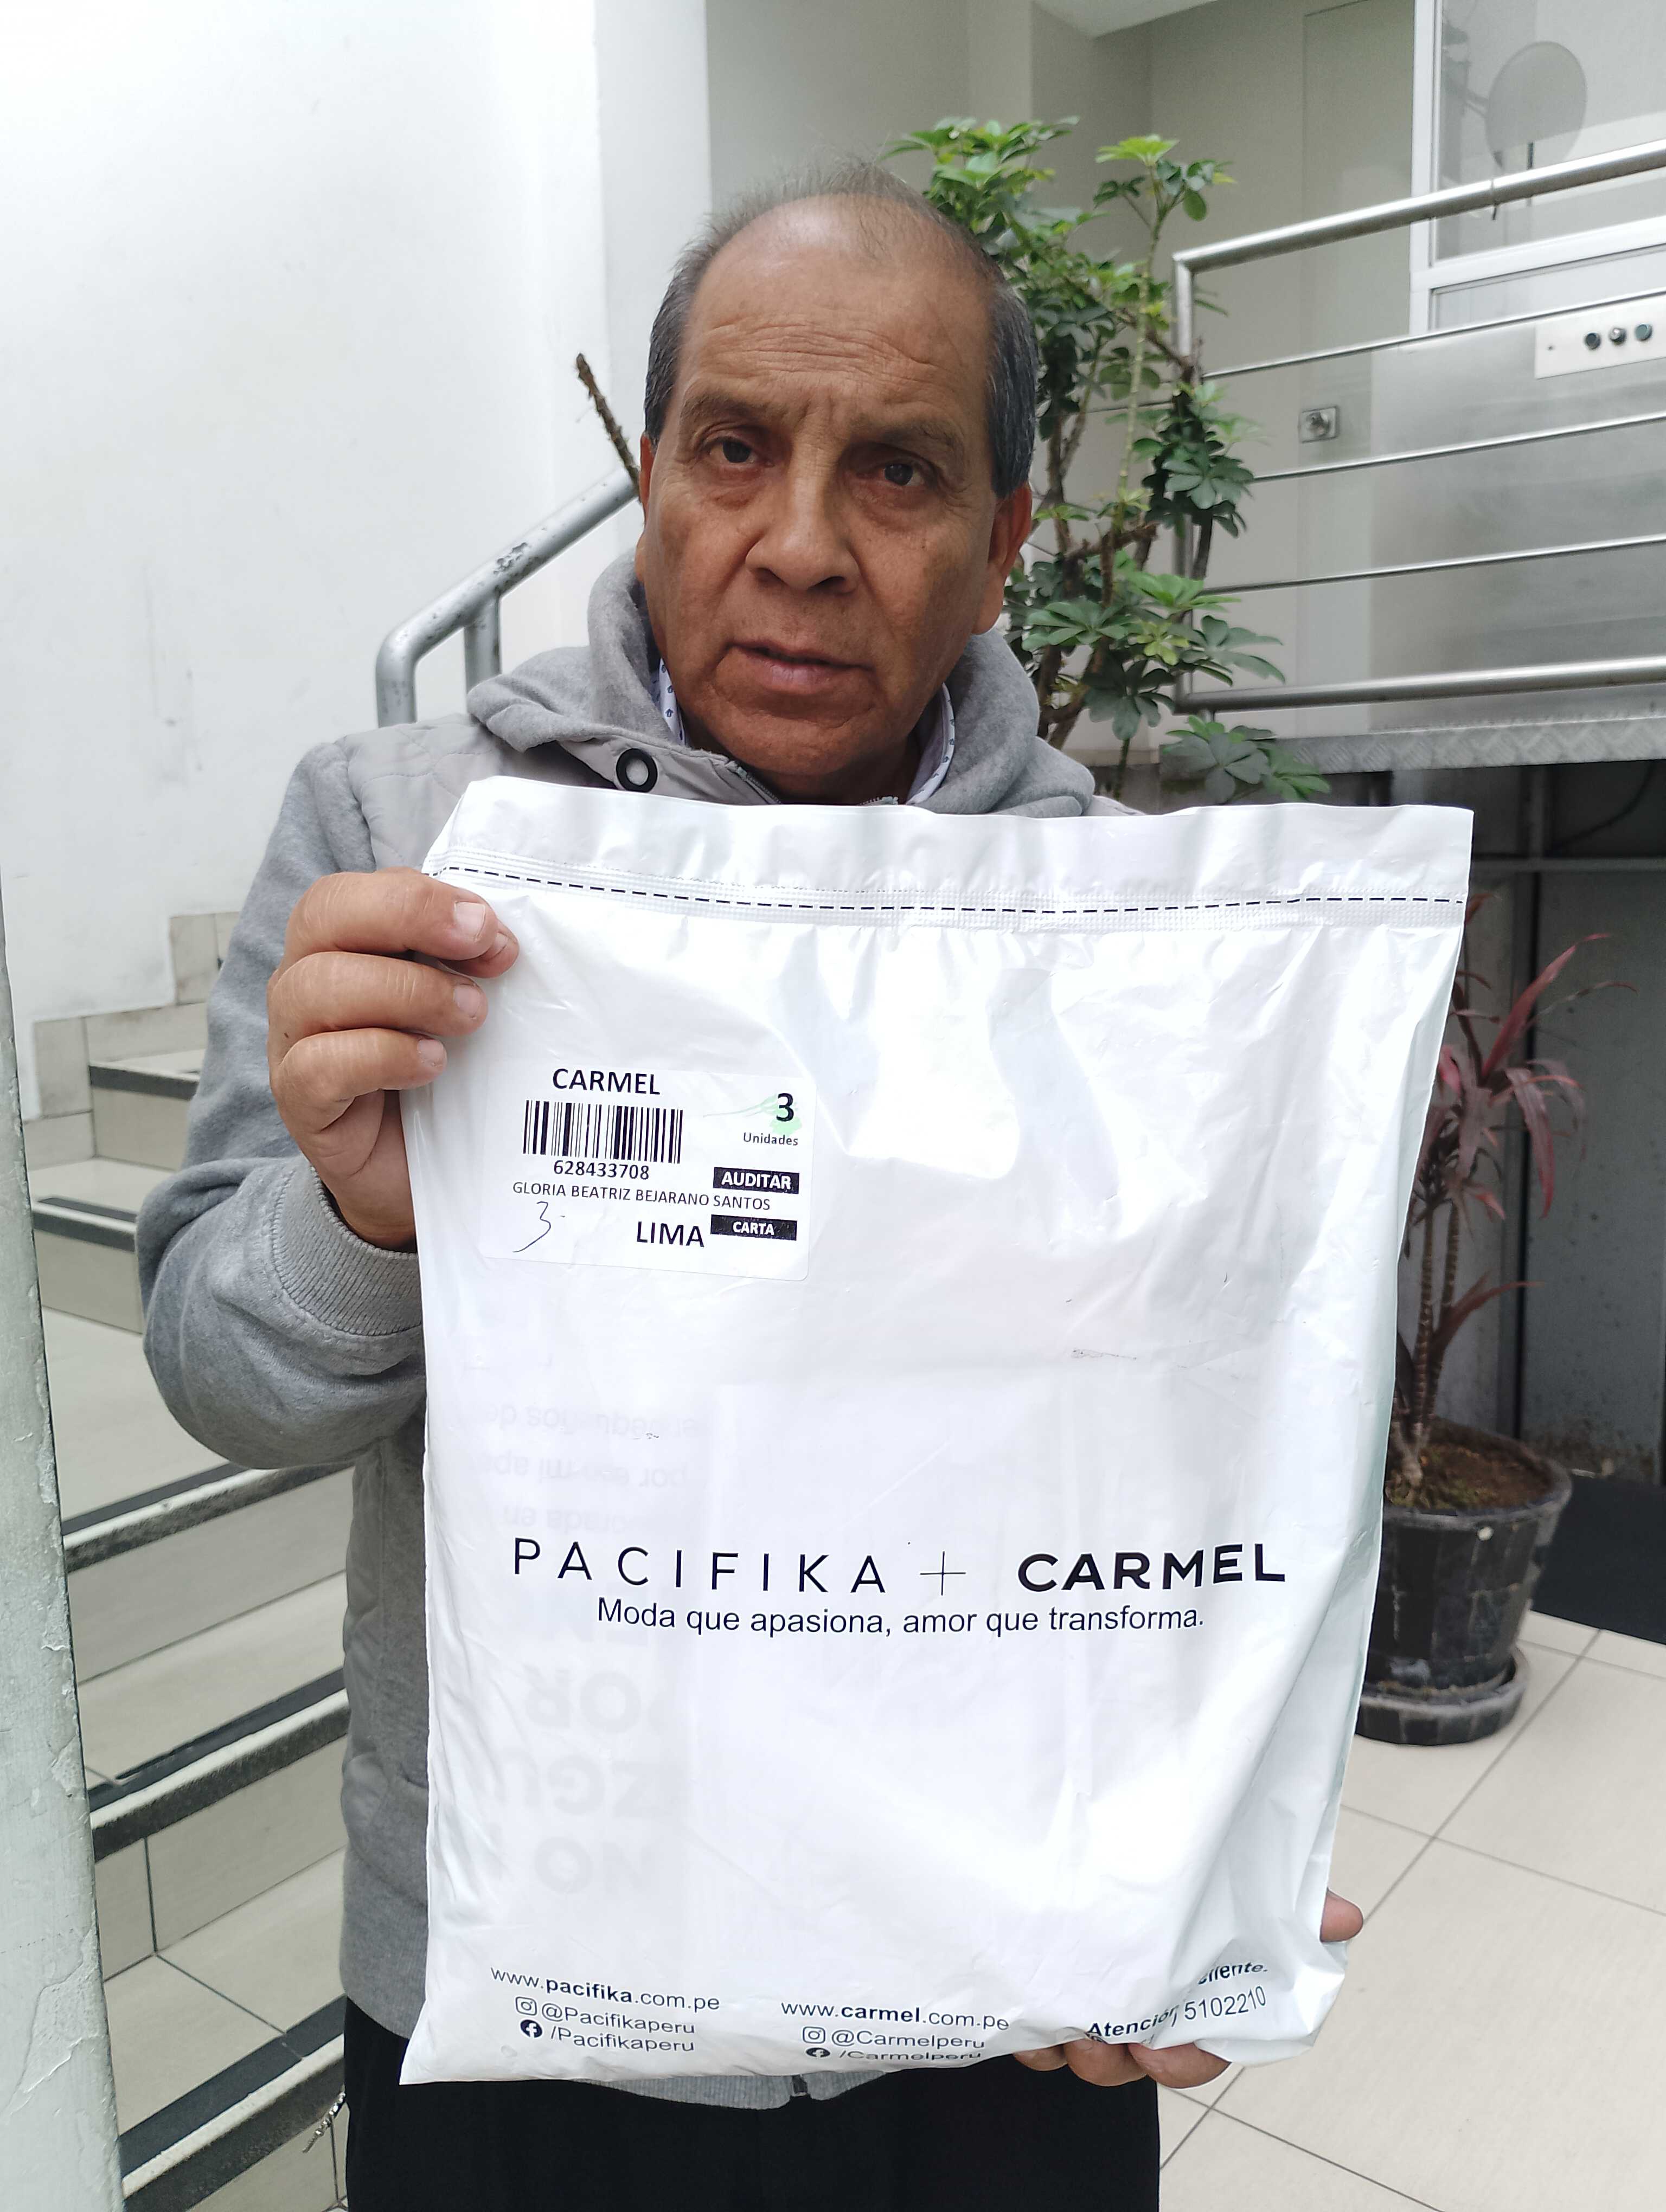 CARMEL
3
Unidades
628433708
AUDITAR
GLORIA BEATRIZ BEJARANO SANTOS
3-
LIMA
CARTA
PACIFIKA + CARMEL
Moda que apasiona, amor que transforma.
www.pacifika.com.pe
@Pacifikaperu
/Pacifikaperu
www.carmel.com.pe
@Carmelperu
/Carmelperu
Atención 5102210